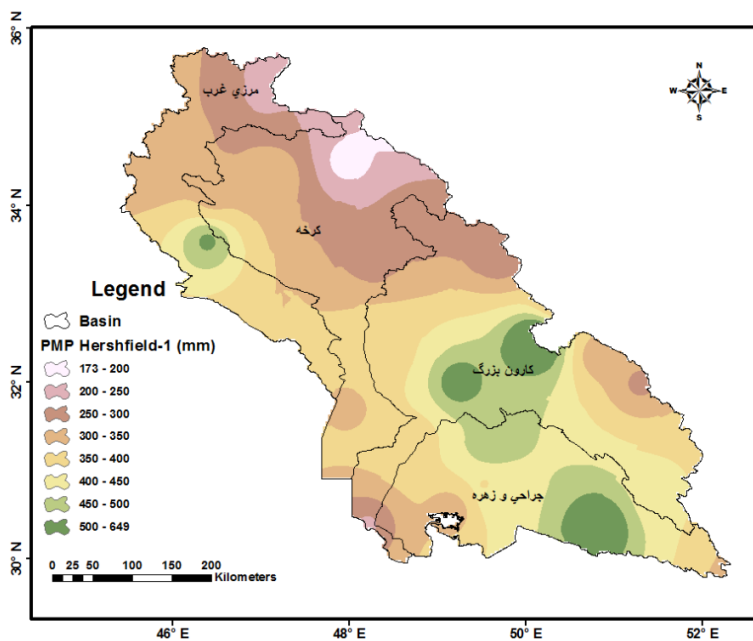 36° N
34° N
32° N
30° N
46° E
48° E
50° E
52° E
N
W E
S
مرزي غرب
كرخه
كارون بزرگ
جراحي و زهره
Legend
Basin
PMP Hershfield-1 (mm)
173 - 200
200 - 250
250 - 300
300 - 350
350 - 400
400 - 450
450 - 500
500 - 649
0 25 50 100 150 200
Kilometers